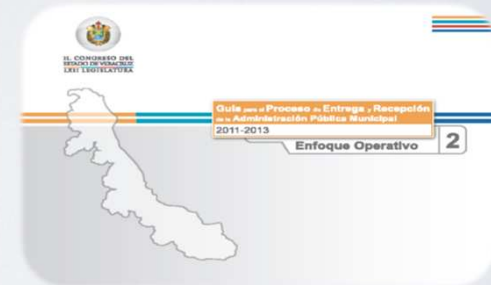 H. CONGRESO DEL
ESTADO DE VERACRUZ
LXII LEGISLATURA
Guía para el Proceso de Entrega y Recepción
de la Administración Pública Municipal
2011-2013
Enfoque Operativo 2